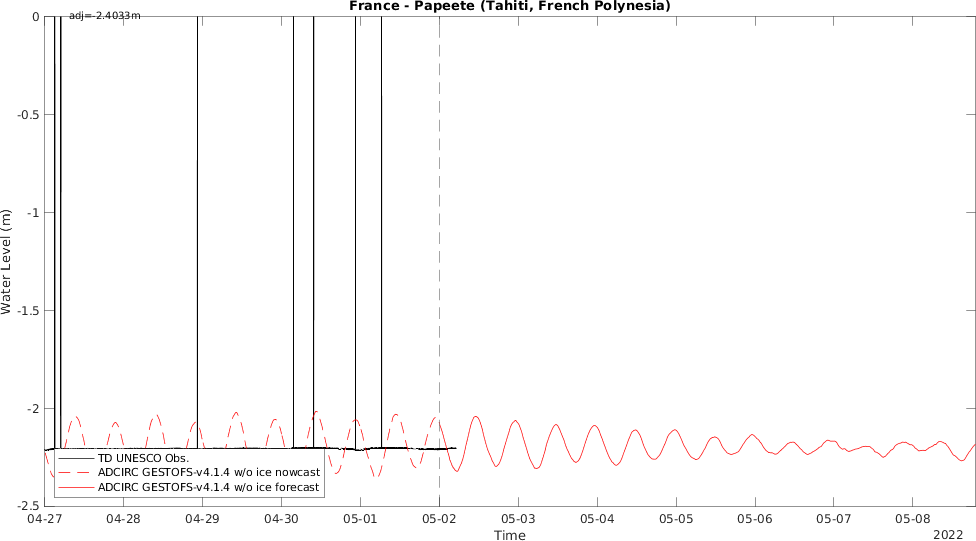 France - Papeete (Tahiti, French Polynesia)
adj=-2.4033m
0
-0.5
-1
-1.5
-2
-2.5
Water Level (m)
TD UNESCO Obs.
ADCIRC GESTOFS-v4.1.4 w/o ice nowcast
ADCIRC GESTOFS-v4.1.4 w/o ice forecast
04-27 04-28 04-29 04-30 05-01 05-02 05-03 05-04 05-05 05-06 05-07 05-08
Time
2022